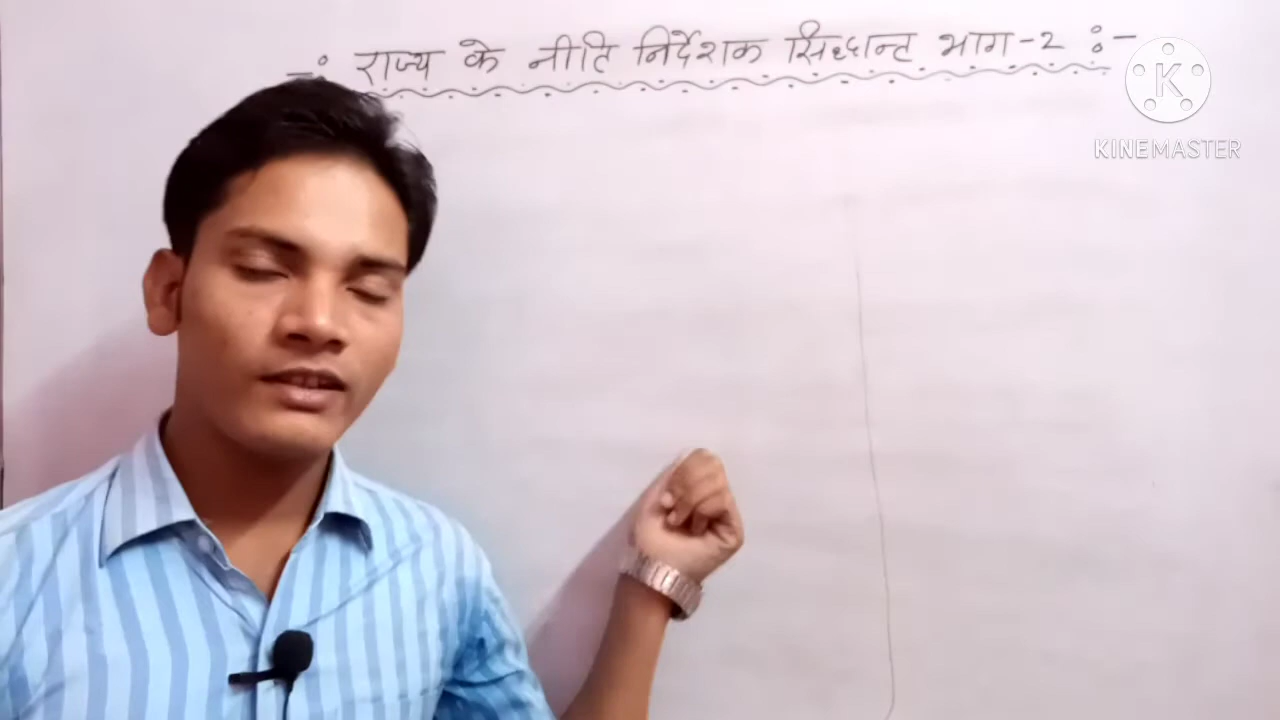 -: राज्य के नीति निर्देशक सिध्दान्ट भाग-2 :-
K
KINEMASTER